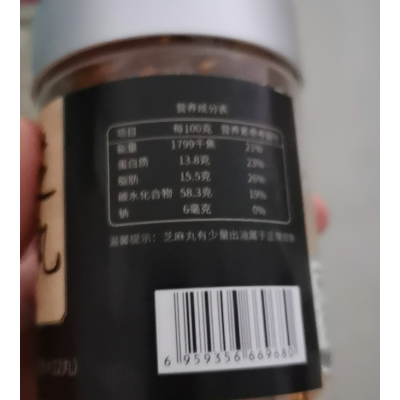 营养成分表
项目 每100克 营养素参考值%
能量 1799千焦 21%
蛋白质 13.8克 23%
脂肪 15.5克 26%
碳水化合物 58.3克 19%
钠 6毫克 0%
温馨提示：芝麻丸有少量出油属于正常
6 959356 669680